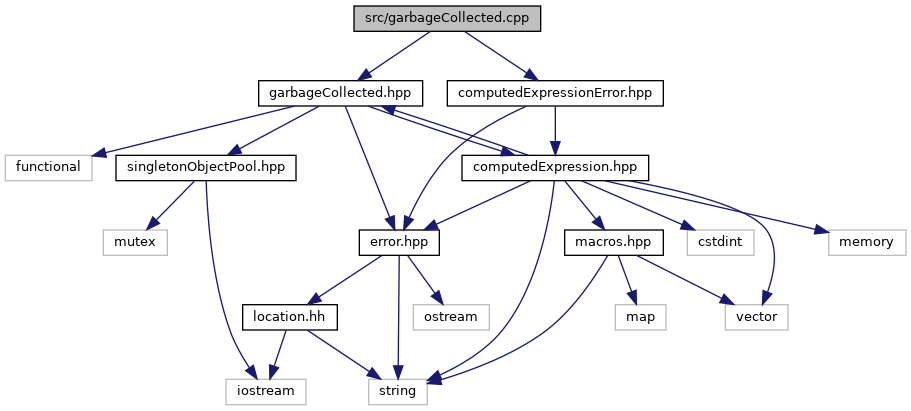 src/garbageCollected.cpp
garbageCollected.hpp
computedExpressionError.hpp
functional
singletonObjectPool.hpp
computedExpression.hpp
mutex
error.hpp
macros.hpp
cstdint
memory
location.hh
ostream
map
vector
iostream
string